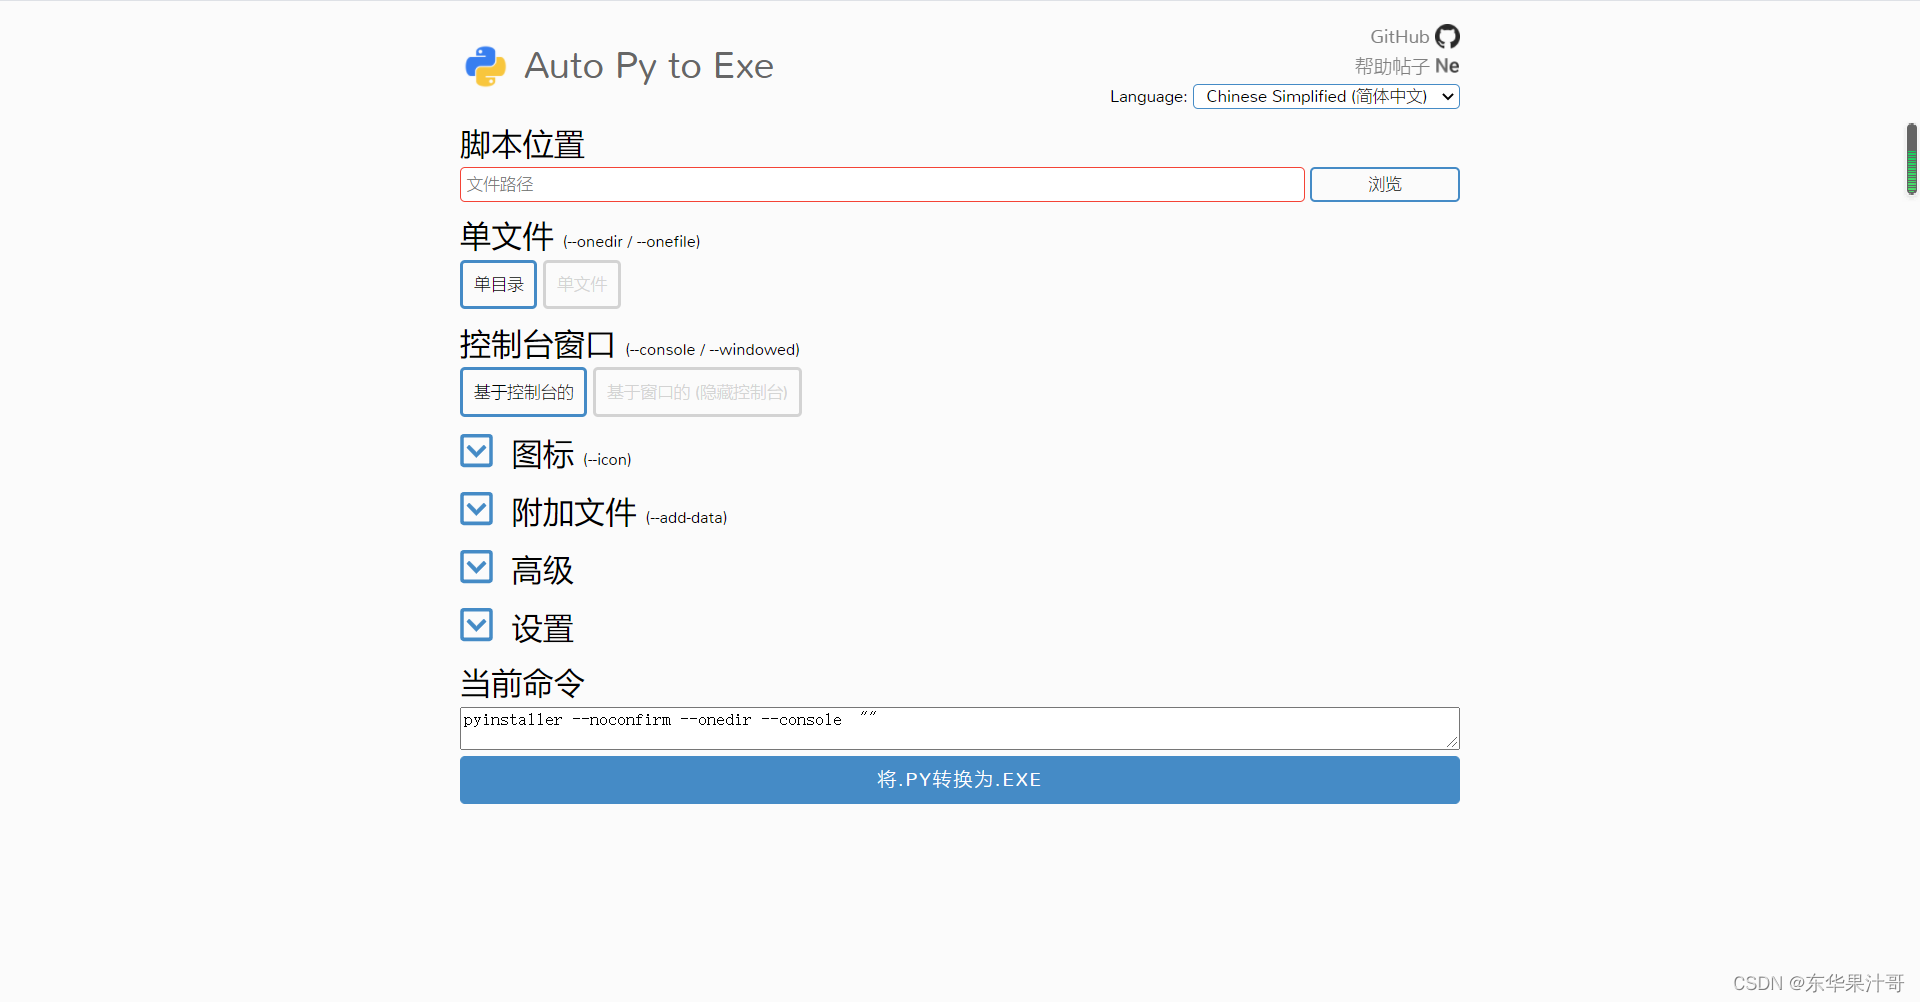 Auto Py to Exe
GitHub
帮助帖子 Ne
Language: Chinese Simplified (简体中文)
脚本位置
文件路径 浏览
单文件 (--onedir / --onefile)
单目录 单文件
控制台窗口 (--console / --windowed)
基于控制台的 基于窗口的 (隐藏控制台)
图标 (--icon)
附加文件 (--add-data)
高级
设置
当前命令
pyinstaller --noconfirm --onedir --console  ""
将.PY转换为.EXE
CSDN @东华果汁哥